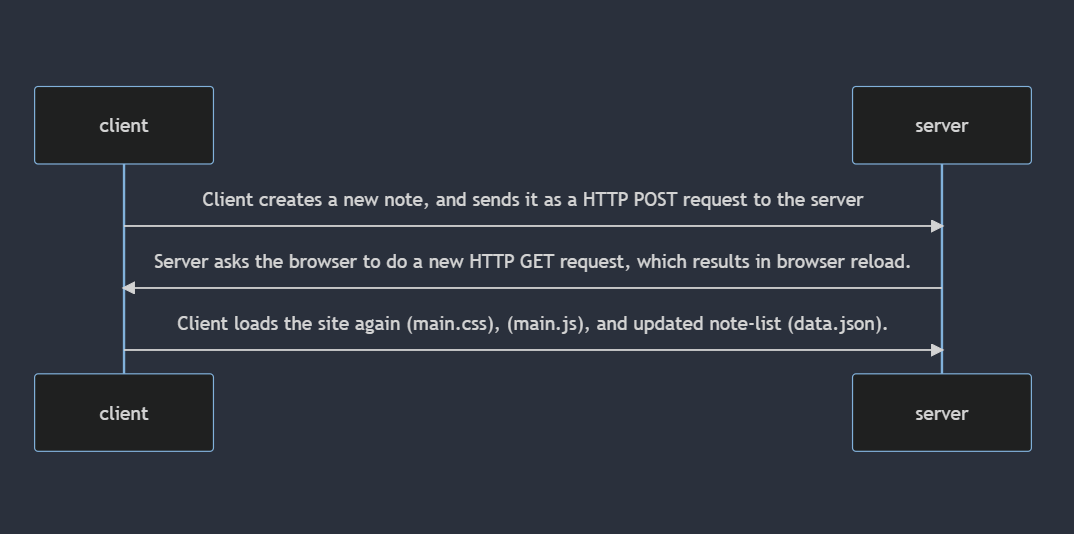 client
server
Client creates a new note, and sends it as a HTTP POST request to the server
Server asks the browser to do a new HTTP GET request, which results in browser reload.
Client loads the site again (main.css), (main.js), and updated note-list (data.json).
client
server